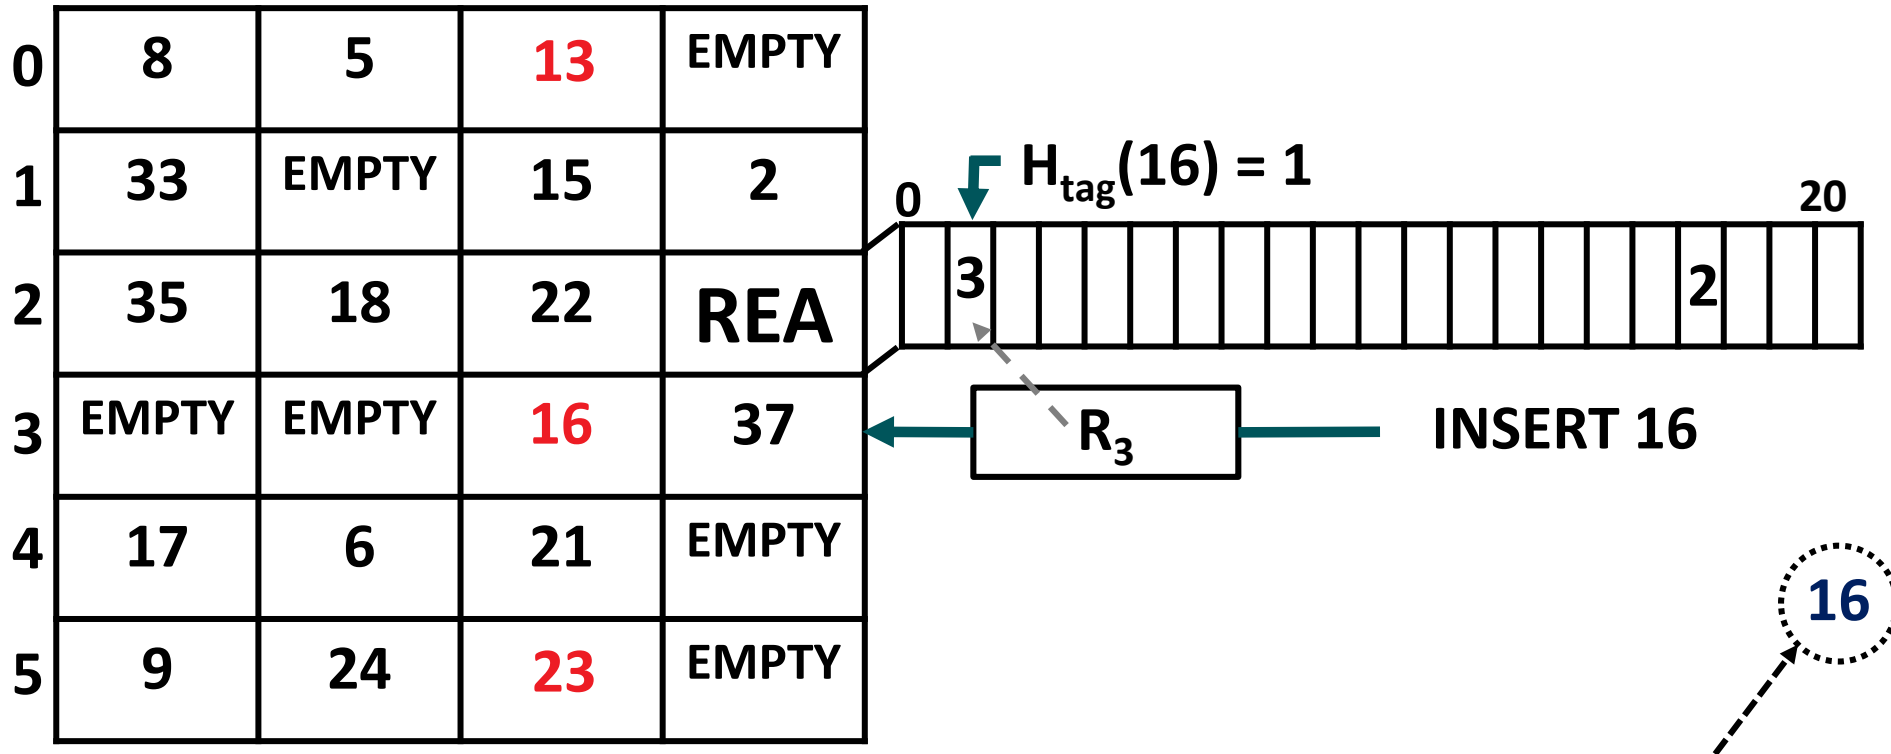 0 8 5 13 EMPTY
1 33 EMPTY 15 2
H_tag(16) = 1
0 20
2 35 18 22 REA
3 2
3 EMPTY EMPTY 16 37
R_3 INSERT 16
4 17 6 21 EMPTY
16
5 9 24 23 EMPTY